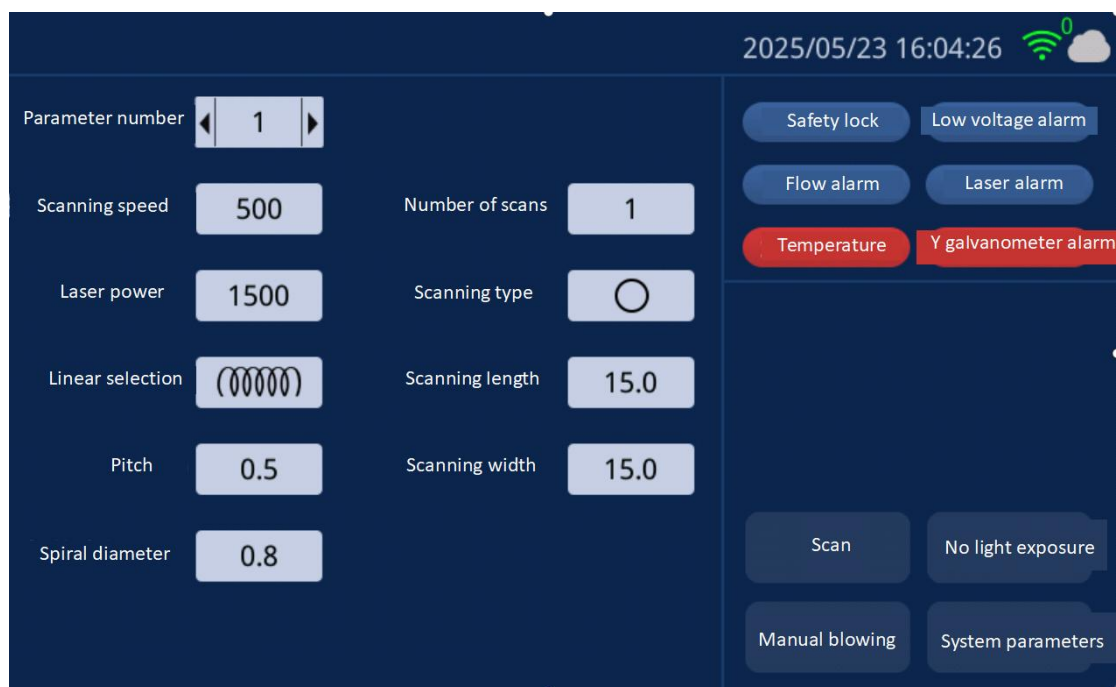 2025/05/23 16:04:26
0
Parameter number
1
Scanning speed
500
Number of scans
1
Laser power
1500
Scanning type
Linear selection
Scanning length
15.0
Pitch
0.5
Scanning width
15.0
Spiral diameter
0.8
Safety lock
Low voltage alarm
Flow alarm
Laser alarm
Temperature
Y galvanometer alarm
Scan
No light exposure
Manual blowing
System parameters